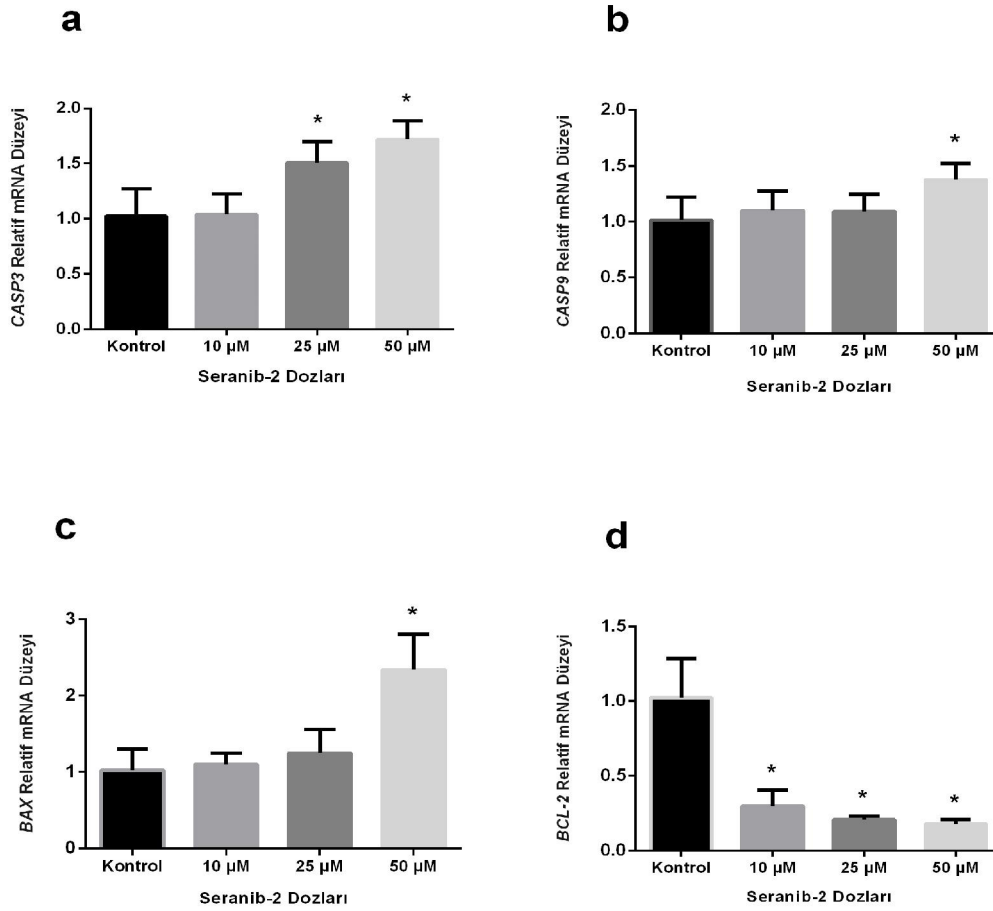 a
CASP3 Relatif mRNA Düzeyi
2.0
1.5
1.0
0.5
0.0
*
*
Kontrol 10 µM 25 µM 50 µM
Seranib-2 Dozları
b
CASP9 Relatif mRNA Düzeyi
2.0
1.5
1.0
0.5
0.0
*
Kontrol 10 µM 25 µM 50 µM
Seranib-2 Dozları
c
BAX Relatif mRNA Düzeyi
3
2
1
0
*
Kontrol 10 µM 25 µM 50 µM
Seranib-2 Dozları
d
BCL-2 Relatif mRNA Düzeyi
1.5
1.0
0.5
0.0
*
*
*
Kontrol 10 µM 25 µM 50 µM
Seranib-2 Dozları